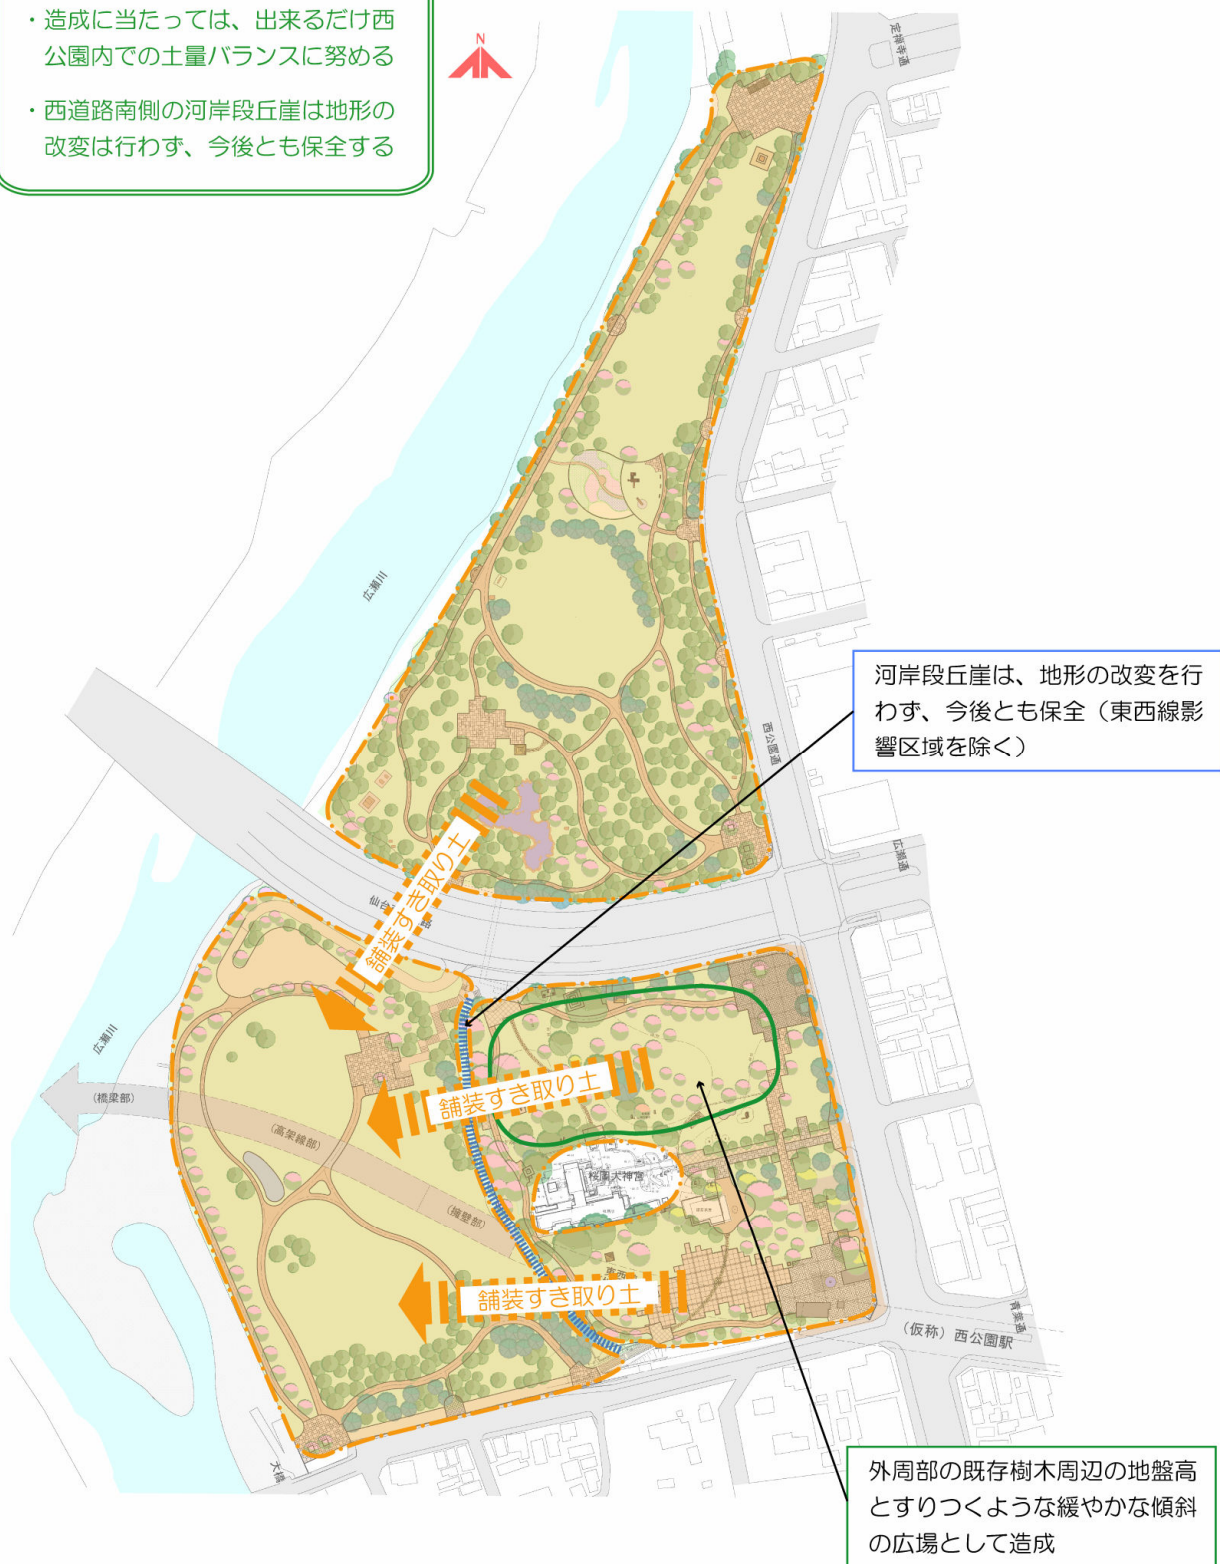 ・造成に当たっては、出来るだけ西
公園内での土量バランスに努める
・西道路南側の河岸段丘崖は地形の
改変は行わず、今後とも保全する
N
定禅寺通
広瀬川
西公園通
河岸段丘崖は、地形の改変を行
わず、今後とも保全（東西線影
響区域を除く）
広瀬通
仙台
路
舗装すき取り土
広瀬川
（橋梁部）
（高架線部）
（擁壁部）
舗装すき取り土
桜岡大神宮
東西
舗装すき取り土
（仮称）西公園駅
青葉通
大橋
外周部の既存樹木周辺の地盤高
とすりつくような緩やかな傾斜
の広場として造成